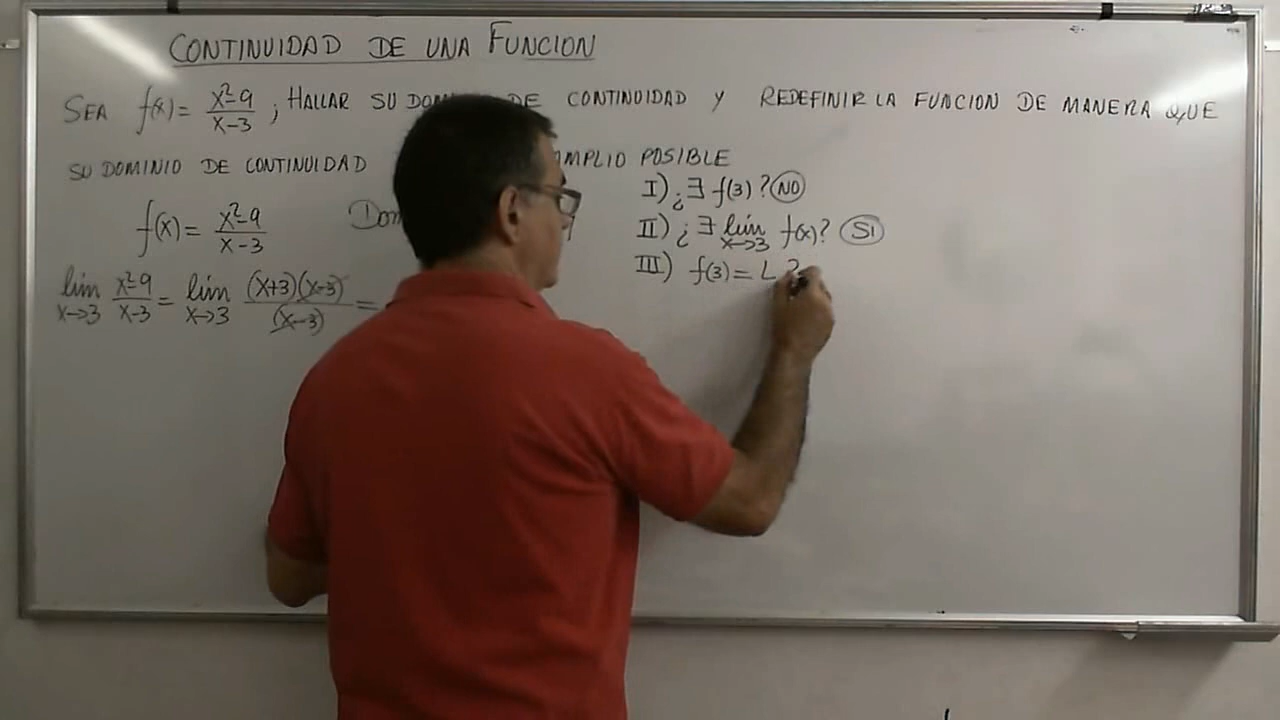 CONTINUIDAD DE UNA FUNCION
SEA f(x) = x²-9 / x-3 ; HALLAR SU DE CONTINUIDAD Y REDEFINIR LA FUNCION DE MANERA QUE
SU DOMINIO DE CONTINUIDAD AMPLIO POSIBLE
f(x) = x²-9 / x-3
lim x→3 x²-9 / x-3 = lim x→3 (x+3)(x-3) / (x-3) =
I) ¿∃ f(3)? NO
II) ¿∃ lim x→3 f(x)? SI
III) f(3) = L ?